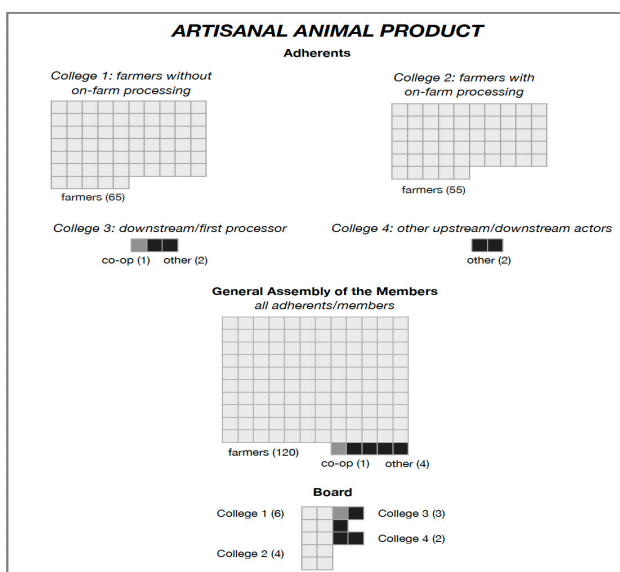 ARTISANAL ANIMAL PRODUCT
Adherents
College 1: farmers without
on-farm processing
College 2: farmers with
on-farm processing
farmers (65)
farmers (55)
College 3: downstream/first processor
College 4: other upstream/downstream actors
co-op (1) other (2)
other (2)
General Assembly of the Members
all adherents/members
farmers (120)
co-op (1) other (4)
Board
College 1 (6)
College 3 (3)
College 4 (2)
College 2 (4)